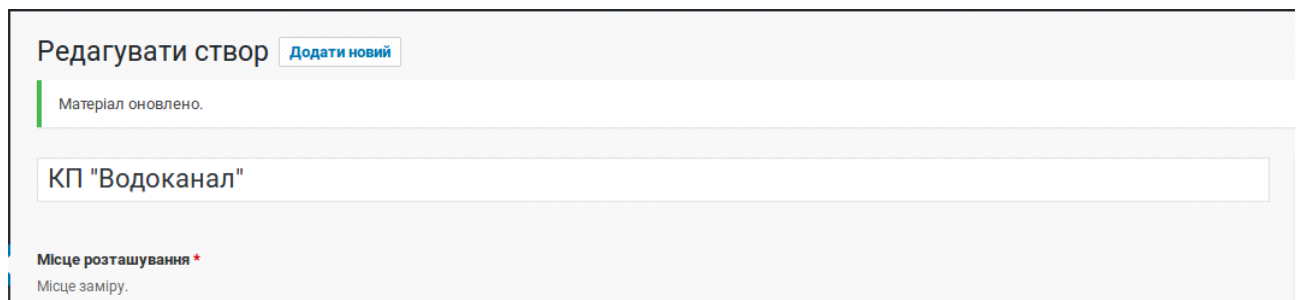 Редагувати створ Додати новий
Матеріал оновлено.
КП "Водоканал"
Місце розташування *
Місце заміру.